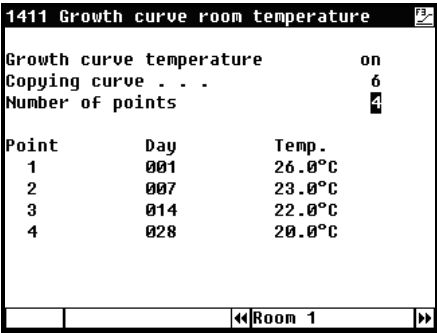 1411 Growth curve room temperature F3
Growth curve temperature on
Copying curve . . . 6
Number of points 4
Point Day Temp.
1 001 26.0°C
2 007 23.0°C
3 014 22.0°C
4 028 20.0°C
Room 1